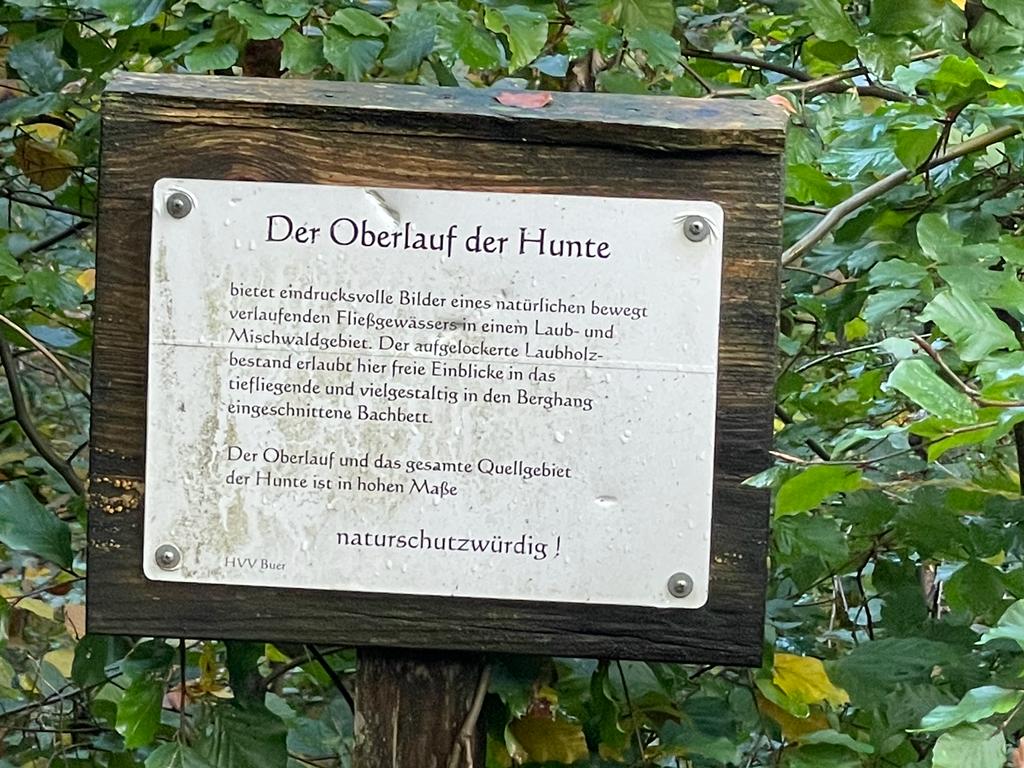 Der Oberlauf der Hunte
bietet eindrucksvolle Bilder eines natürlichen bewegt
verlaufenden Fließgewässers in einem Laub- und
Mischwaldgebiet. Der aufgelockerte Laubholz-
bestand erlaubt hier freie Einblicke in das
tiefliegende und vielgestaltig in den Berghang
eingeschnittene Bachbett.
Der Oberlauf und das gesamte Quellgebiet
der Hunte ist in hohen Maße
naturschutzwürdig !
HVV Buer